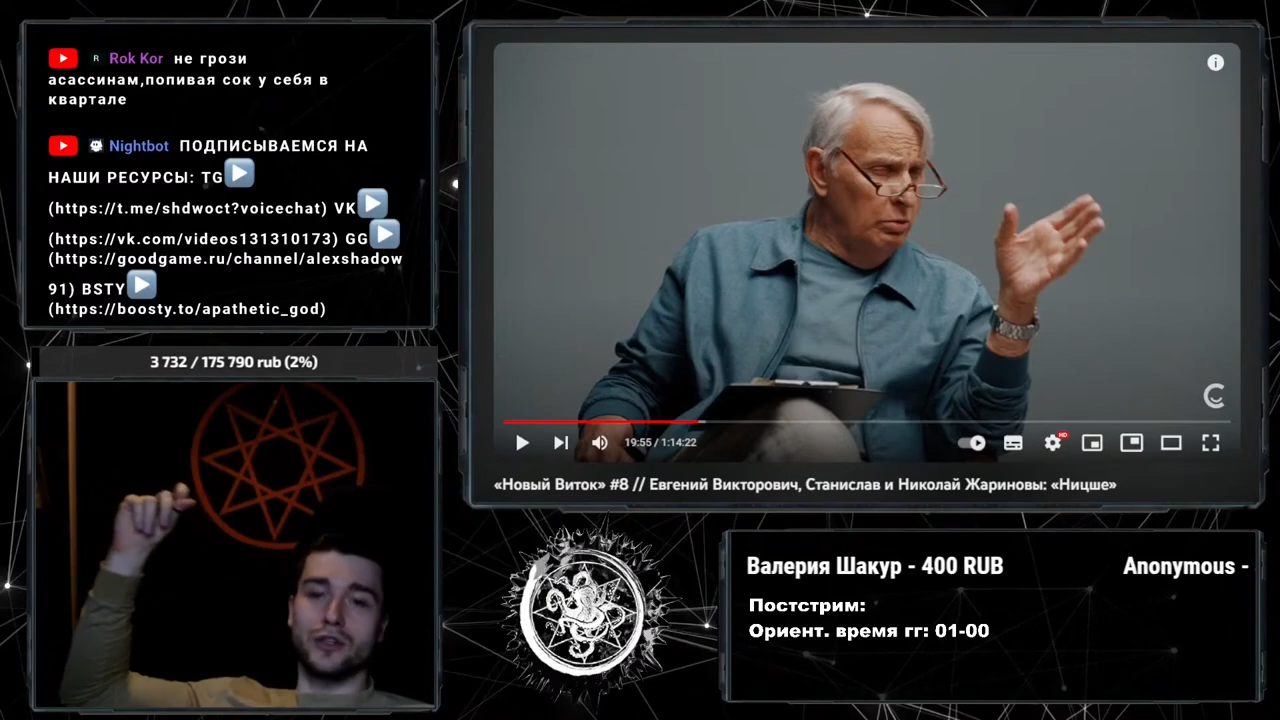 Rok Kor не грози
асассинам,попивая сок у себя в
квартале
Nightbot ПОДПИСЫВАЕМСЯ НА
НАШИ РЕСУРСЫ: TG
(https://t.me/shdwoct?voicechat) VK
(https://vk.com/videos131310173) GG
(https://goodgame.ru/channel/alexshadow
91) BSTY
(https://boosty.to/apathetic_god)
3 732 / 175 790 rub (2%)
19:55 / 1:14:22
HD
«Новый Виток» #8 // Евгений Викторович, Станислав и Николай Жариновы: «Ницше»
Валерия Шакур - 400 RUB Anonymous -
Постстрим:
Ориент. время гг: 01-00